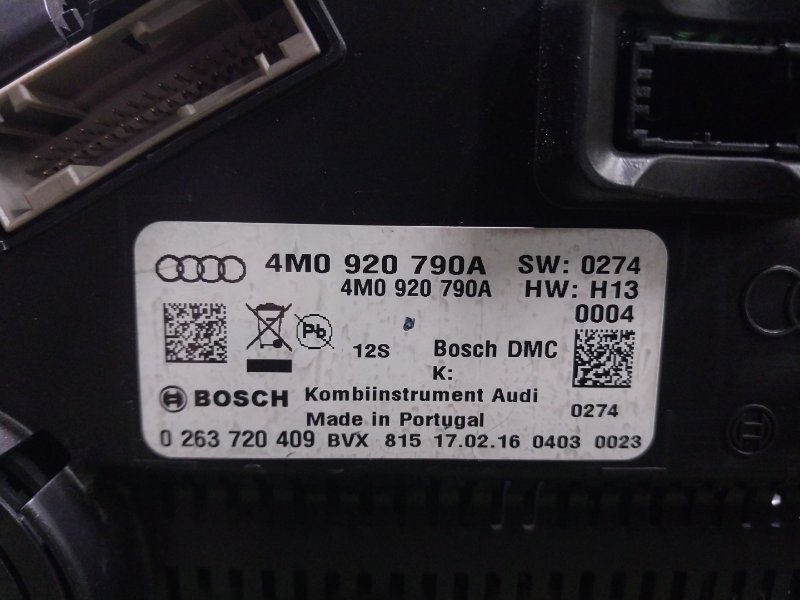 4M0 920 790A SW: 0274
4M0 920 790A HW: H13
0004
Pb 12S Bosch DMC
K:
BOSCH Kombiinstrument Audi
0274
Made in Portugal
0 263 720 409 BVX 815 17.02.16 0403 0023